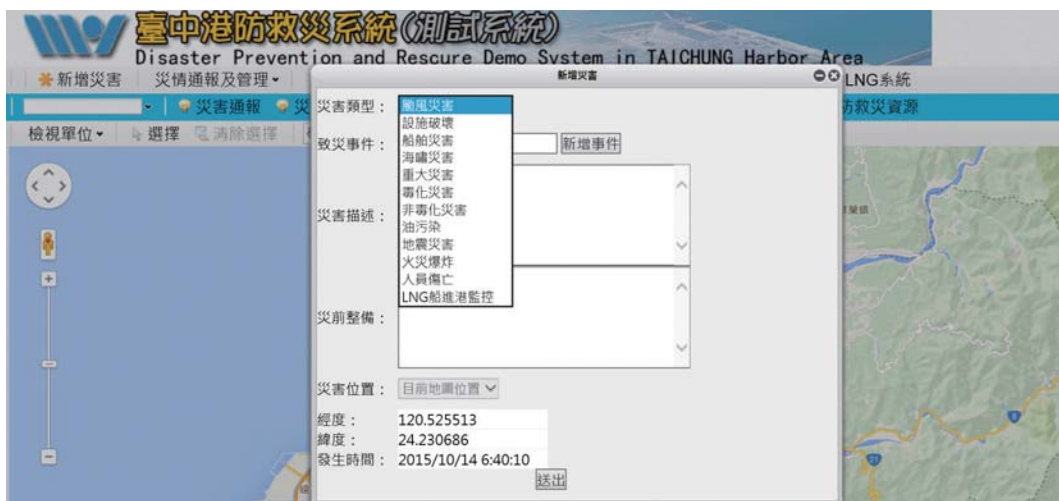 臺中港防救災系統(測試系統)
Disaster Prevention and Rescure Demo System in TAICHUNG Harbor Area
新增災害 災情通報及管理 新增災害 LNG系統
災害通報 災 防救災資源
檢視單位 選擇 清除選擇
災害類型：
颱風災害
設施破壞
船舶災害
海嘯災害
重大災害
毒化災害
非毒化災害
油污染
地震災害
火災爆炸
人員傷亡
LNG船進港監控
致災事件： 新增事件
災害描述：
災前整備：
災害位置： 目前地圖位置
經度： 120.525513
緯度： 24.230686
發生時間： 2015/10/14 6:40:10
送出
8
21